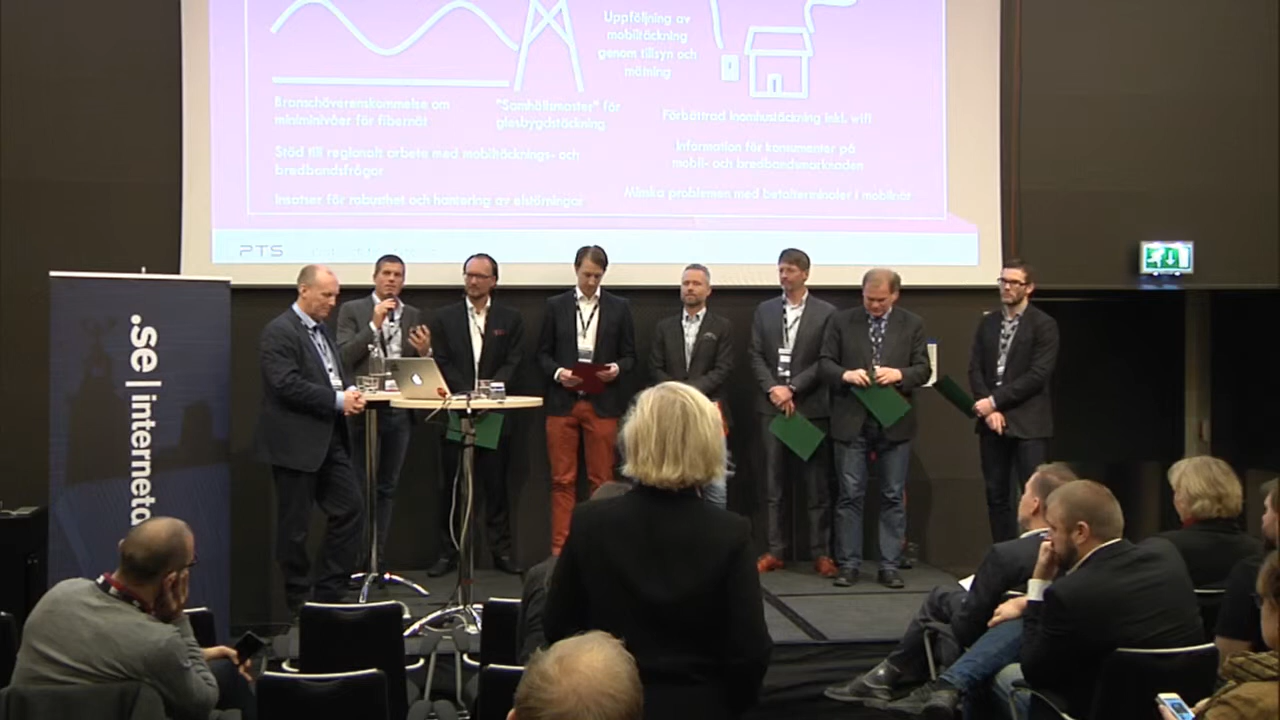 Uppföljning av
mobiltäckning
genom tillsyn och
mätning
Branschöverenskommelse om
miniminivåer för fibernät
"Samhällsmaster" för
glesbygdstäckning
Förbättrad inomhustäckning inkl. wifi
Stöd till regionalt arbete med mobiltäcknings- och
bredbandsfrågor
Information för konsumenter på
mobil- och bredbandsmarknaden
Insatser för robusthet och hantering av elstörningar
Minska problemen med betalterminaler i mobilnät
PTS
.se | interneta